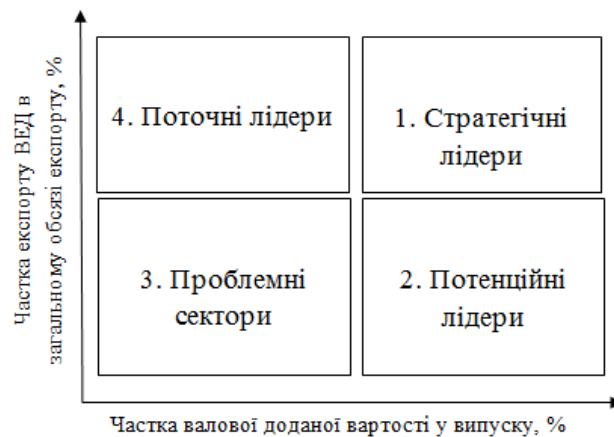 Частка експорту ВЕД в
загальному обсязі експорту, %
4. Поточні лідери
1. Стратегічні
лідери
3. Проблемні
сектори
2. Потенційні
лідери
Частка валової доданої вартості у випуску, %